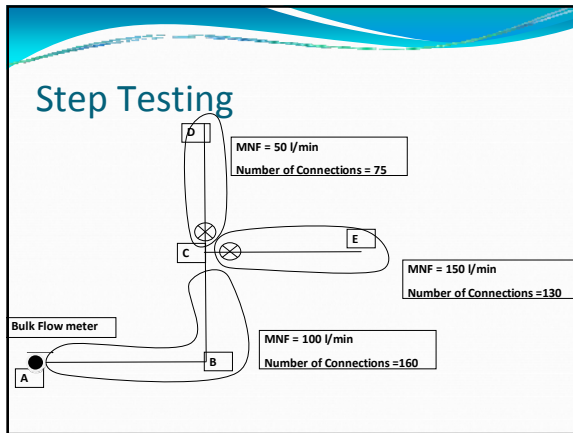 Step Testing
D
MNF = 50 l/min
Number of Connections = 75
E
C
MNF = 150 l/min
Number of Connections =130
Bulk Flow meter
MNF = 100 l/min
Number of Connections =160
B
A